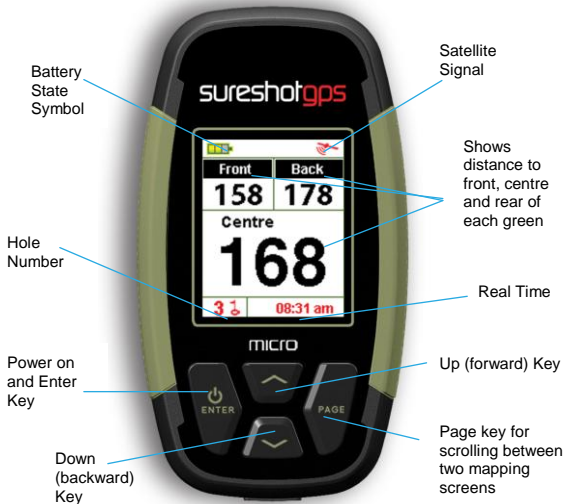 Battery
State
Symbol
Satellite
Signal
sureshotgps
Front Back
158 178
Centre
168
3 08:31 am
Shows
distance to
front, centre
and rear of
each green
Hole
Number
Real Time
micro
Power on
and Enter
Key
Up (forward) Key
ENTER
PAGE
Down
(backward)
Key
Page key for
scrolling between
two mapping
screens